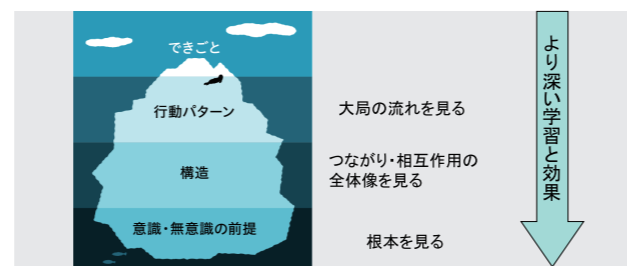 できごと
行動パターン
大局の流れを見る
構造
つながり・相互作用の
全体像を見る
意識・無意識の前提
根本を見る
より深い学習と効果